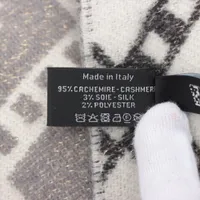 Made in Italy
95% CACHEMIRE - CASHMERE
3% SOIE - SILK
2% POLYESTER